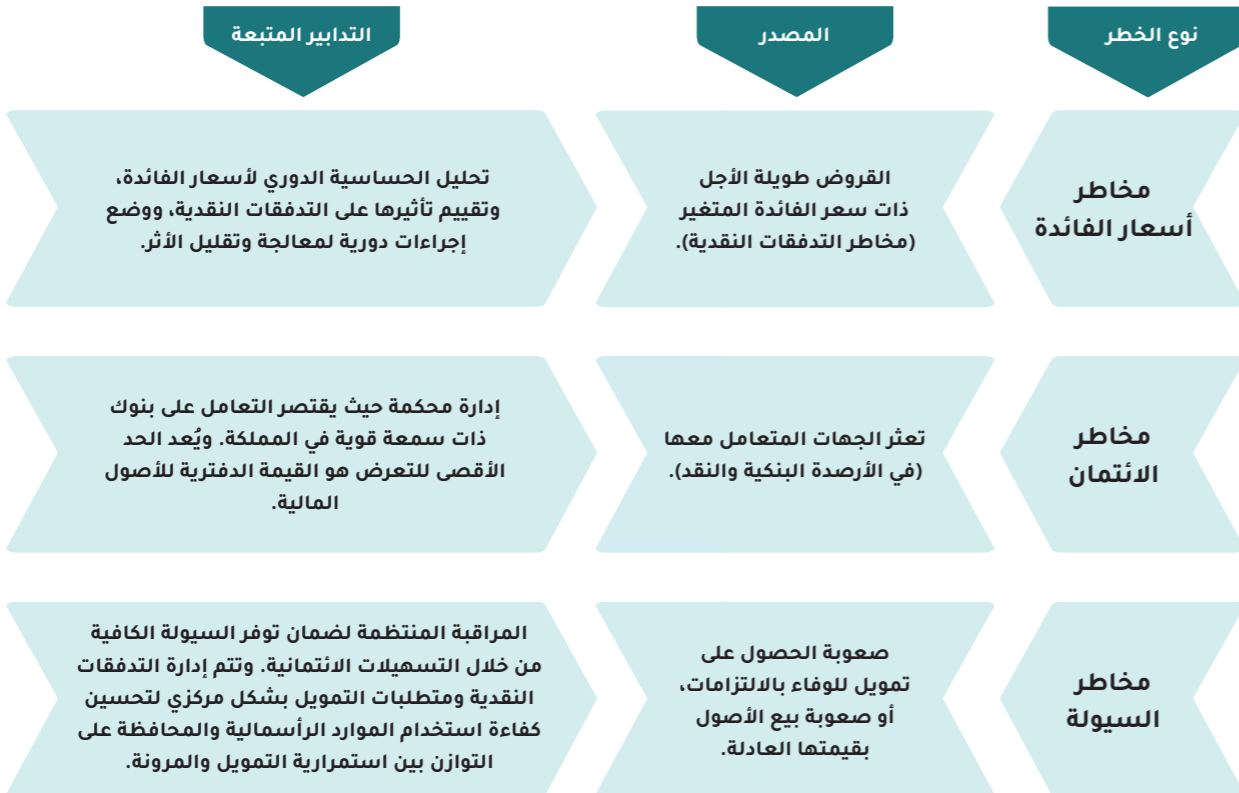 نوع الخطر
المصدر
التدابير المتبعة
مخاطر
أسعار الفائدة
القروض طويلة الأجل
ذات سعر الفائدة المتغير
(مخاطر التدفقات النقدية).
تحليل الحساسية الدوري لأسعار الفائدة،
وتقييم تأثيرها على التدفقات النقدية، ووضع
إجراءات دورية لمعالجة وتقليل الأثر.
مخاطر
الائتمان
تعثر الجهات المتعامل معها
(في الأرصدة البنكية والنقد).
إدارة محكمة حيث يقتصر التعامل على بنوك
ذات سمعة قوية في المملكة. ويُعد الحد
الأقصى للتعرض هو القيمة الدفترية للأصول
المالية.
مخاطر
السيولة
صعوبة الحصول على
تمويل للوفاء بالالتزامات،
أو صعوبة بيع الأصول
بقيمتها العادلة.
المراقبة المنتظمة لضمان توفر السيولة الكافية
من خلال التسهيلات الائتمانية. وتتم إدارة التدفقات
النقدية ومتطلبات التمويل بشكل مركزي لتحسين
كفاءة استخدام الموارد الرأسمالية والمحافظة على
التوازن بين استمرارية التمويل والمرونة.